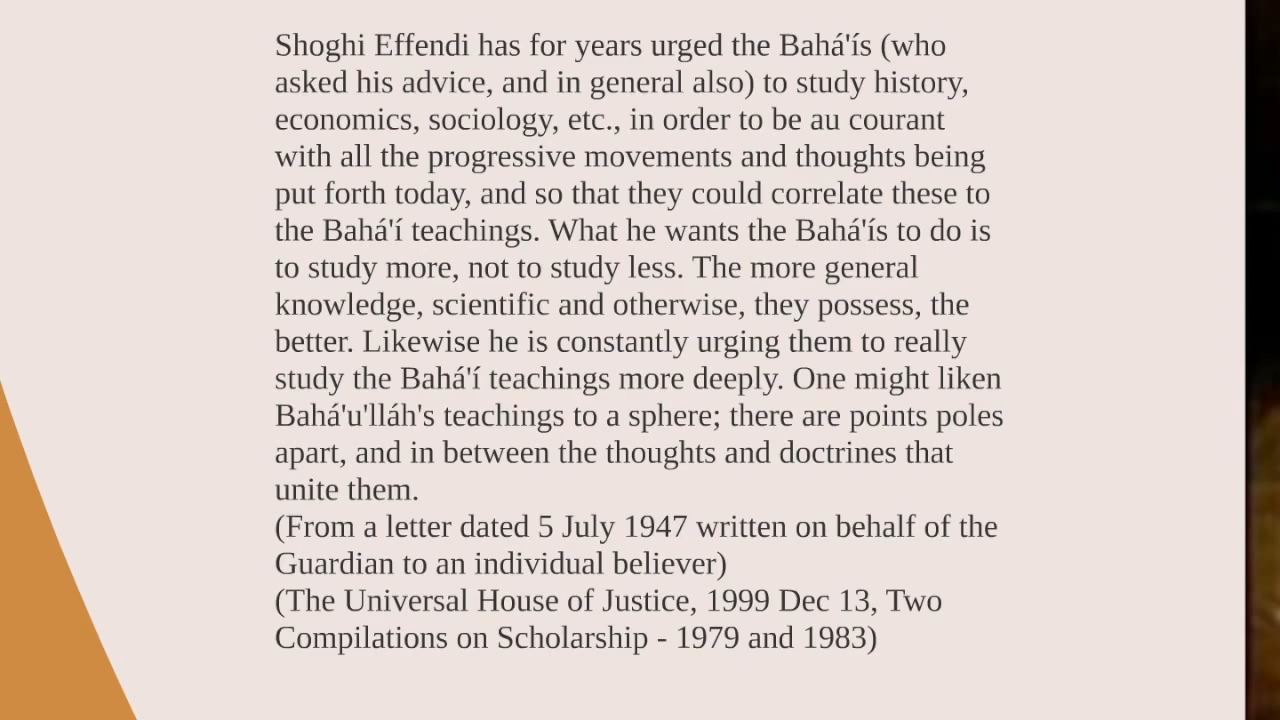 Shoghi Effendi has for years urged the Bahá'ís (who
asked his advice, and in general also) to study history,
economics, sociology, etc., in order to be au courant
with all the progressive movements and thoughts being
put forth today, and so that they could correlate these to
the Bahá'í teachings. What he wants the Bahá'ís to do is
to study more, not to study less. The more general
knowledge, scientific and otherwise, they possess, the
better. Likewise he is constantly urging them to really
study the Bahá'í teachings more deeply. One might liken
Bahá'u'lláh's teachings to a sphere; there are points poles
apart, and in between the thoughts and doctrines that
unite them.
(From a letter dated 5 July 1947 written on behalf of the
Guardian to an individual believer)
(The Universal House of Justice, 1999 Dec 13, Two
Compilations on Scholarship - 1979 and 1983)